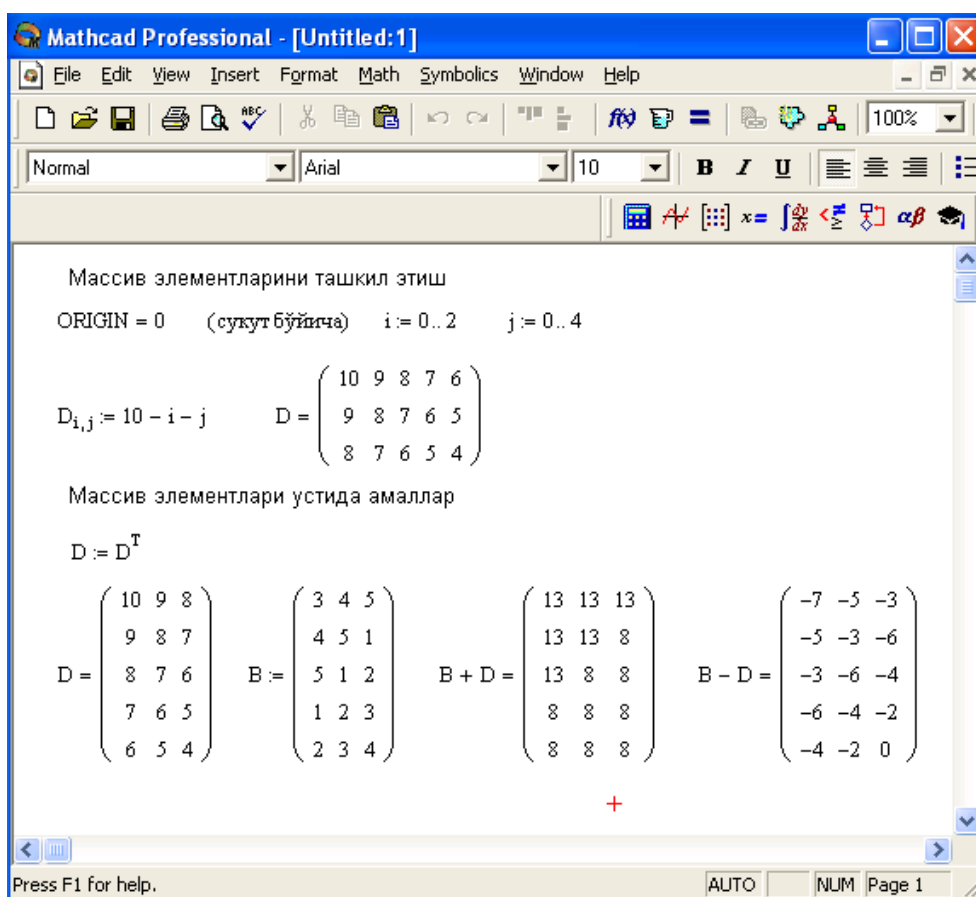 Mathcad Professional - [Untitled:1]
File Edit View Insert Format Math Symbolics Window Help
ABC f(x) = 100%
Normal Arial 10 B I U
x= ∫ dy dx < ≠ ≥ αβ
Массив элементларини ташкил этиш
ORIGIN = 0 (сукут бўйича) i := 0.. 2 j := 0.. 4
10 9 8 7 6
D i, j := 10 − i − j D = 9 8 7 6 5
8 7 6 5 4
Массив элементлари устида амаллар
D := D^T
10 9 8 3 4 5 13 13 13 −7 −5 −3
9 8 7 4 5 1 13 13 8 −5 −3 −6
D = 8 7 6 B := 5 1 2 B + D = 13 8 8 B − D = −3 −6 −4
7 6 5 1 2 3 8 8 8 −6 −4 −2
6 5 4 2 3 4 8 8 8 −4 −2 0
Press F1 for help. AUTO NUM Page 1